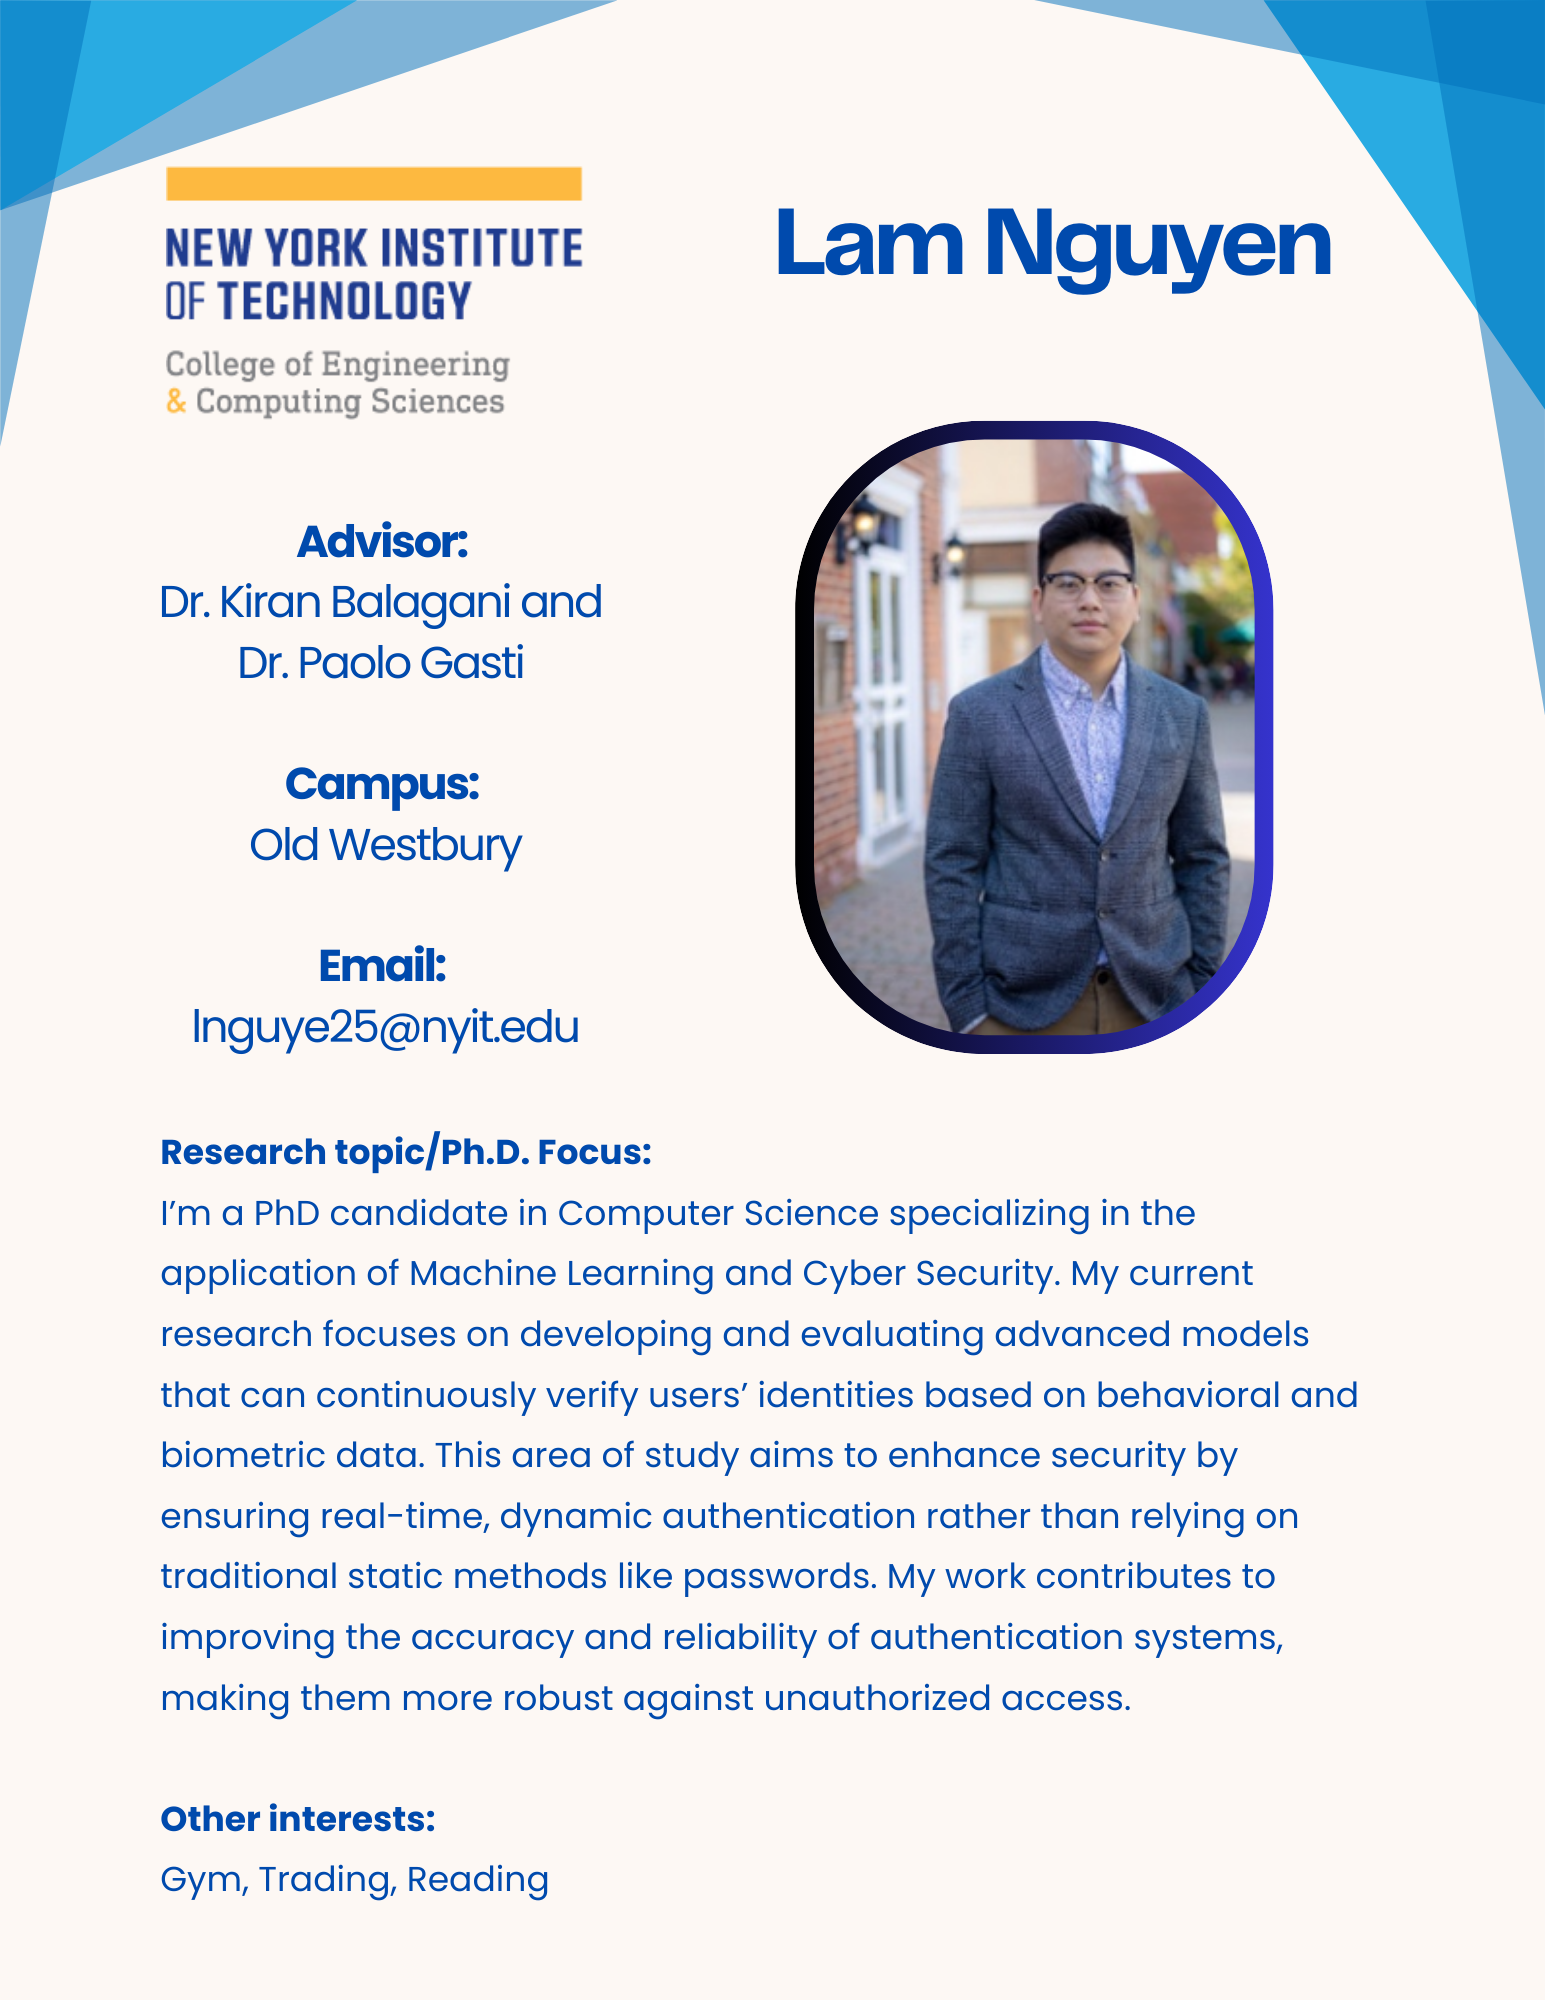 NEW YORK INSTITUTE
OF TECHNOLOGY
College of Engineering
& Computing Sciences
Lam Nguyen
Advisor:
Dr. Kiran Balagani and
Dr. Paolo Gasti
Campus:
Old Westbury
Email:
lnguye25@nyit.edu
Research topic/Ph.D. Focus:
I’m a PhD candidate in Computer Science specializing in the
application of Machine Learning and Cyber Security. My current
research focuses on developing and evaluating advanced models
that can continuously verify users’ identities based on behavioral and
biometric data. This area of study aims to enhance security by
ensuring real-time, dynamic authentication rather than relying on
traditional static methods like passwords. My work contributes to
improving the accuracy and reliability of authentication systems,
making them more robust against unauthorized access.
Other interests:
Gym, Trading, Reading